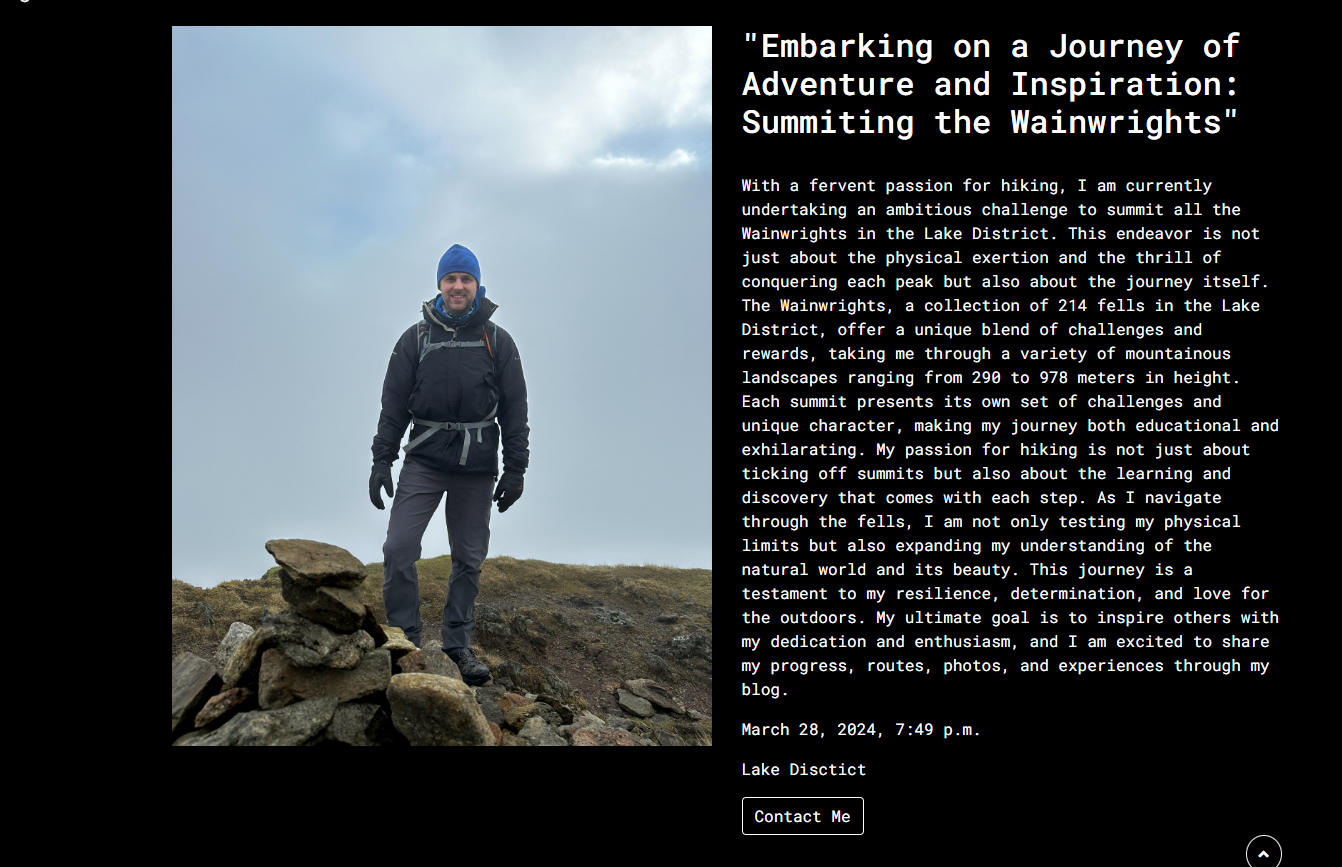 "Embarking on a Journey of
Adventure and Inspiration:
Summiting the Wainwrights"
With a fervent passion for hiking, I am currently
undertaking an ambitious challenge to summit all the
Wainwrights in the Lake District. This endeavor is not
just about the physical exertion and the thrill of
conquering each peak but also about the journey itself.
The Wainwrights, a collection of 214 fells in the Lake
District, offer a unique blend of challenges and
rewards, taking me through a variety of mountainous
landscapes ranging from 290 to 978 meters in height.
Each summit presents its own set of challenges and
unique character, making my journey both educational and
exhilarating. My passion for hiking is not just about
ticking off summits but also about the learning and
discovery that comes with each step. As I navigate
through the fells, I am not only testing my physical
limits but also expanding my understanding of the
natural world and its beauty. This journey is a
testament to my resilience, determination, and love for
the outdoors. My ultimate goal is to inspire others with
my dedication and enthusiasm, and I am excited to share
my progress, routes, photos, and experiences through my
blog.
March 28, 2024, 7:49 p.m.
Lake Disctict
Contact Me